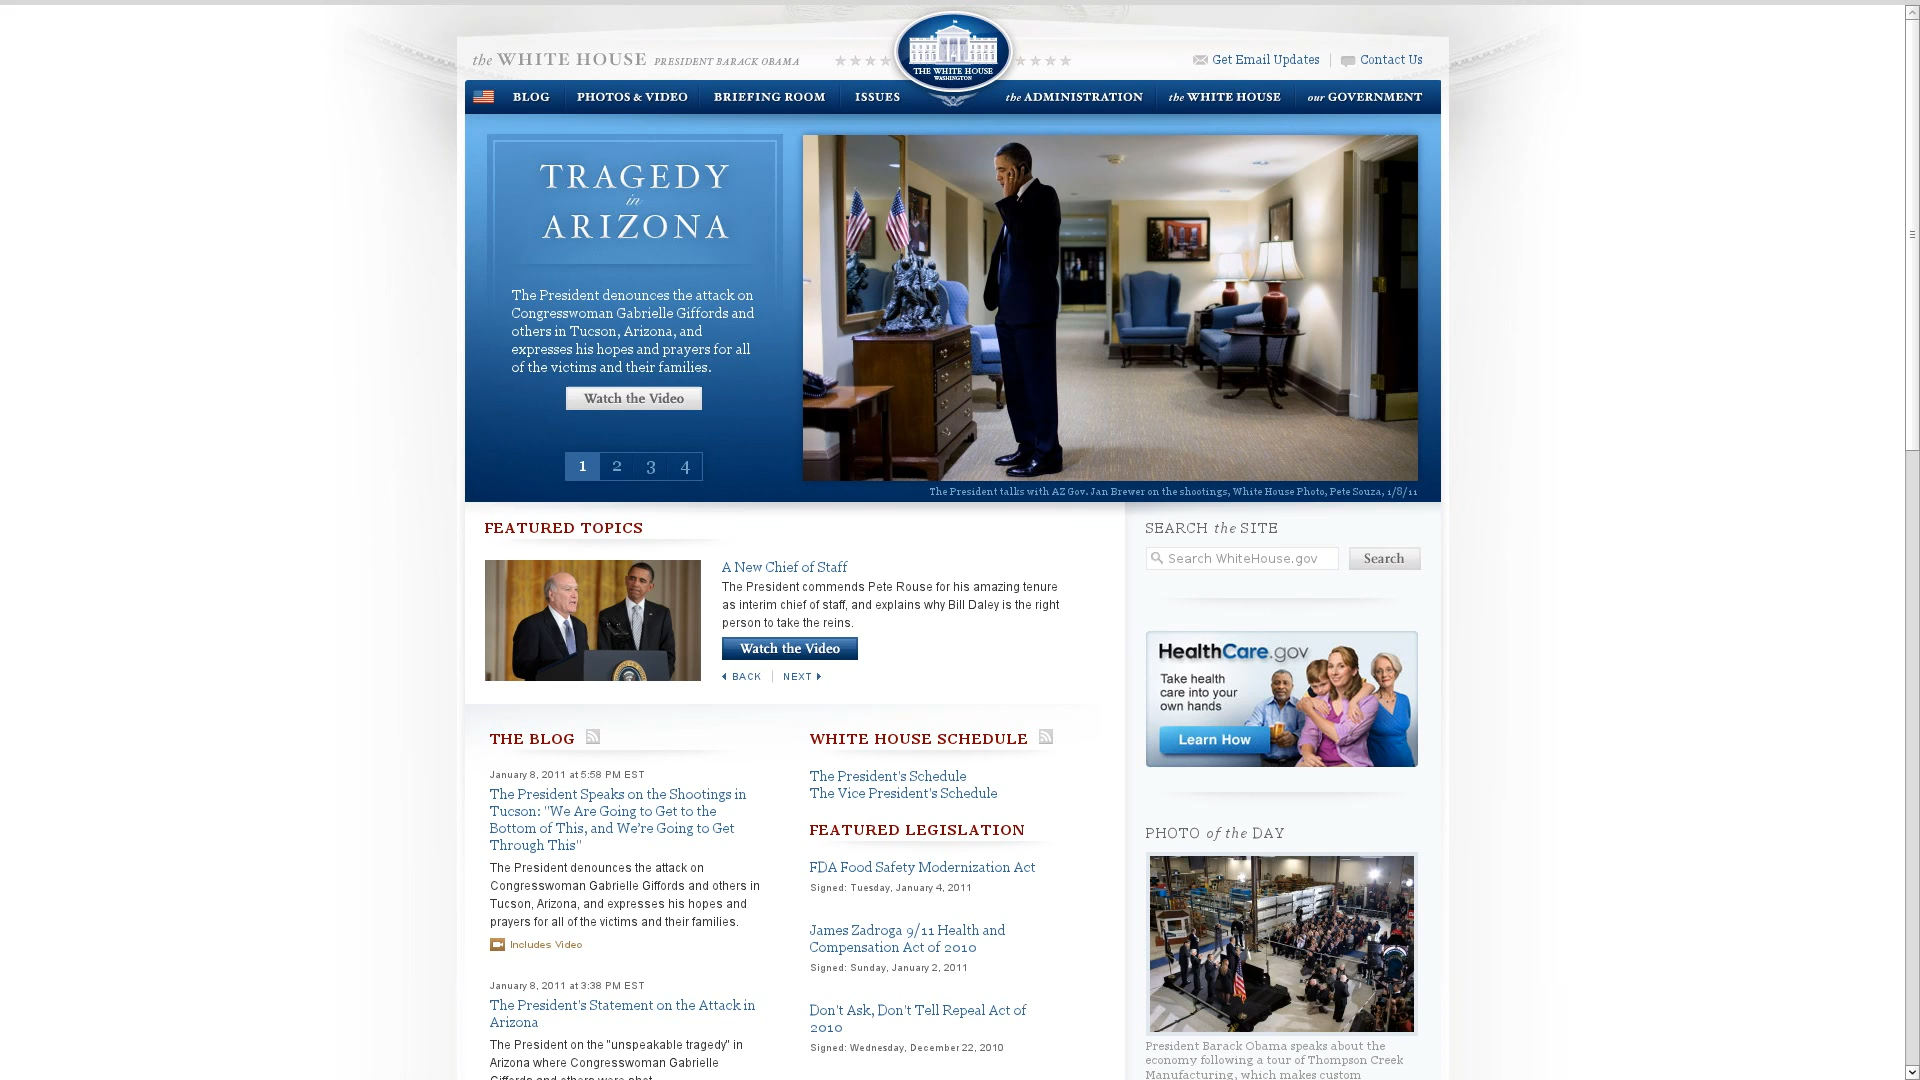 the WHITE HOUSE PRESIDENT BARACK OBAMA
THE WHITE HOUSE
WASHINGTON
Get Email Updates
Contact Us
BLOG
PHOTOS & VIDEO
BRIEFING ROOM
ISSUES
the ADMINISTRATION
the WHITE HOUSE
our GOVERNMENT
TRAGEDY
in
ARIZONA
The President denounces the attack on
Congresswoman Gabrielle Giffords and
others in Tucson, Arizona, and
expresses his hopes and prayers for all
of the victims and their families.
Watch the Video
1 2 3 4
The President talks with AZ Gov. Jan Brewer on the shootings, White House Photo, Pete Souza, 1/8/11
FEATURED TOPICS
A New Chief of Staff
The President commends Pete Rouse for his amazing tenure
as interim chief of staff, and explains why Bill Daley is the right
person to take the reins.
Watch the Video
BACK
NEXT
THE BLOG
January 8, 2011 at 5:58 PM EST
The President Speaks on the Shootings in
Tucson: "We Are Going to Get to the
Bottom of This, and We're Going to Get
Through This"
The President denounces the attack on
Congresswoman Gabrielle Giffords and others in
Tucson, Arizona, and expresses his hopes and
prayers for all of the victims and their families.
Includes Video
January 8, 2011 at 3:38 PM EST
The President's Statement on the Attack in
Arizona
The President on the "unspeakable tragedy" in
Arizona where Congresswoman Gabrielle
Giffords and others were shot.
WHITE HOUSE SCHEDULE
The President's Schedule
The Vice President's Schedule
FEATURED LEGISLATION
FDA Food Safety Modernization Act
Signed: Tuesday, January 4, 2011
James Zadroga 9/11 Health and
Compensation Act of 2010
Signed: Sunday, January 2, 2011
Don't Ask, Don't Tell Repeal Act of
2010
Signed: Wednesday, December 22, 2010
SEARCH the SITE
Search WhiteHouse.gov
Search
HealthCare.gov
Take health
care into your
own hands
Learn How
PHOTO of the DAY
President Barack Obama speaks about the
economy following a tour of Thompson Creek
Manufacturing, which makes custom